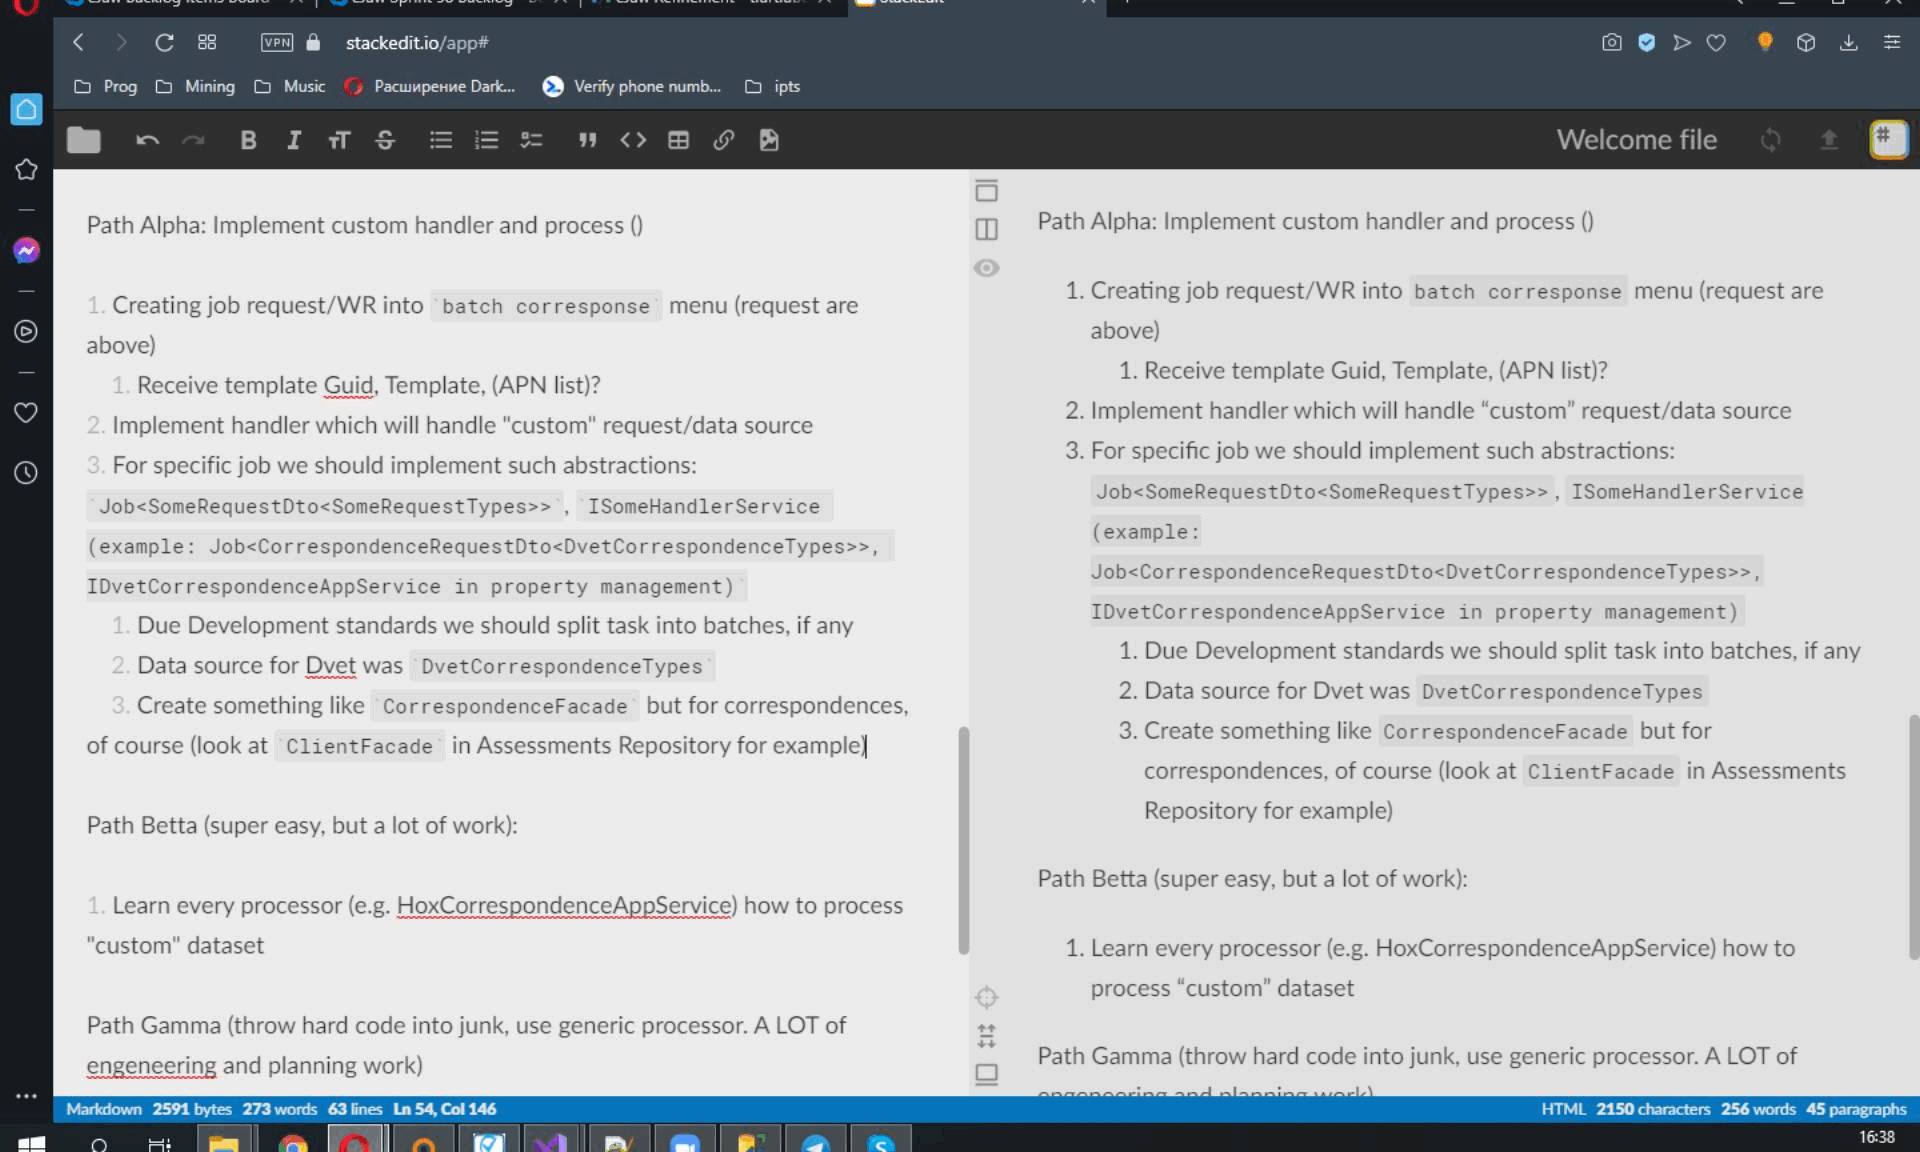 VPN
stackedit.io/app#
Prog
Mining
Music
Расширение Dark...
Verify phone numb...
ipts
Welcome file
Path Alpha: Implement custom handler and process ()
1. Creating job request/WR into `batch corresponse` menu (request are
above)
1. Receive template Guid, Template, (APN list)?
2. Implement handler which will handle "custom" request/data source
3. For specific job we should implement such abstractions:
`Job<SomeRequestDto<SomeRequestTypes>>`, `ISomeHandlerService
(example: Job<CorrespondenceRequestDto<DvetCorrespondenceTypes>>,
IDvetCorrespondenceAppService in property management)`
1. Due Development standards we should split task into batches, if any
2. Data source for Dvet was `DvetCorrespondenceTypes`
3. Create something like `CorrespondenceFacade` but for correspondences,
of course (look at `ClientFacade` in Assessments Repository for example)
Path Betta (super easy, but a lot of work):
1. Learn every processor (e.g. HoxCorrespondenceAppService) how to process
"custom" dataset
Path Gamma (throw hard code into junk, use generic processor. A LOT of
engeneering and planning work)
Path Alpha: Implement custom handler and process ()
1. Creating job request/WR into batch corresponse menu (request are
above)
1. Receive template Guid, Template, (APN list)?
2. Implement handler which will handle “custom” request/data source
3. For specific job we should implement such abstractions:
Job<SomeRequestDto<SomeRequestTypes>>, ISomeHandlerService
(example:
Job<CorrespondenceRequestDto<DvetCorrespondenceTypes>>,
IDvetCorrespondenceAppService in property management)
1. Due Development standards we should split task into batches, if any
2. Data source for Dvet was DvetCorrespondenceTypes
3. Create something like CorrespondenceFacade but for
correspondences, of course (look at ClientFacade in Assessments
Repository for example)
Path Betta (super easy, but a lot of work):
1. Learn every processor (e.g. HoxCorrespondenceAppService) how to
process “custom” dataset
Path Gamma (throw hard code into junk, use generic processor. A LOT of
engeneering and planning work)
Markdown 2591 bytes 273 words 63 lines Ln 54, Col 146
HTML 2150 characters 256 words 45 paragraphs
16:38